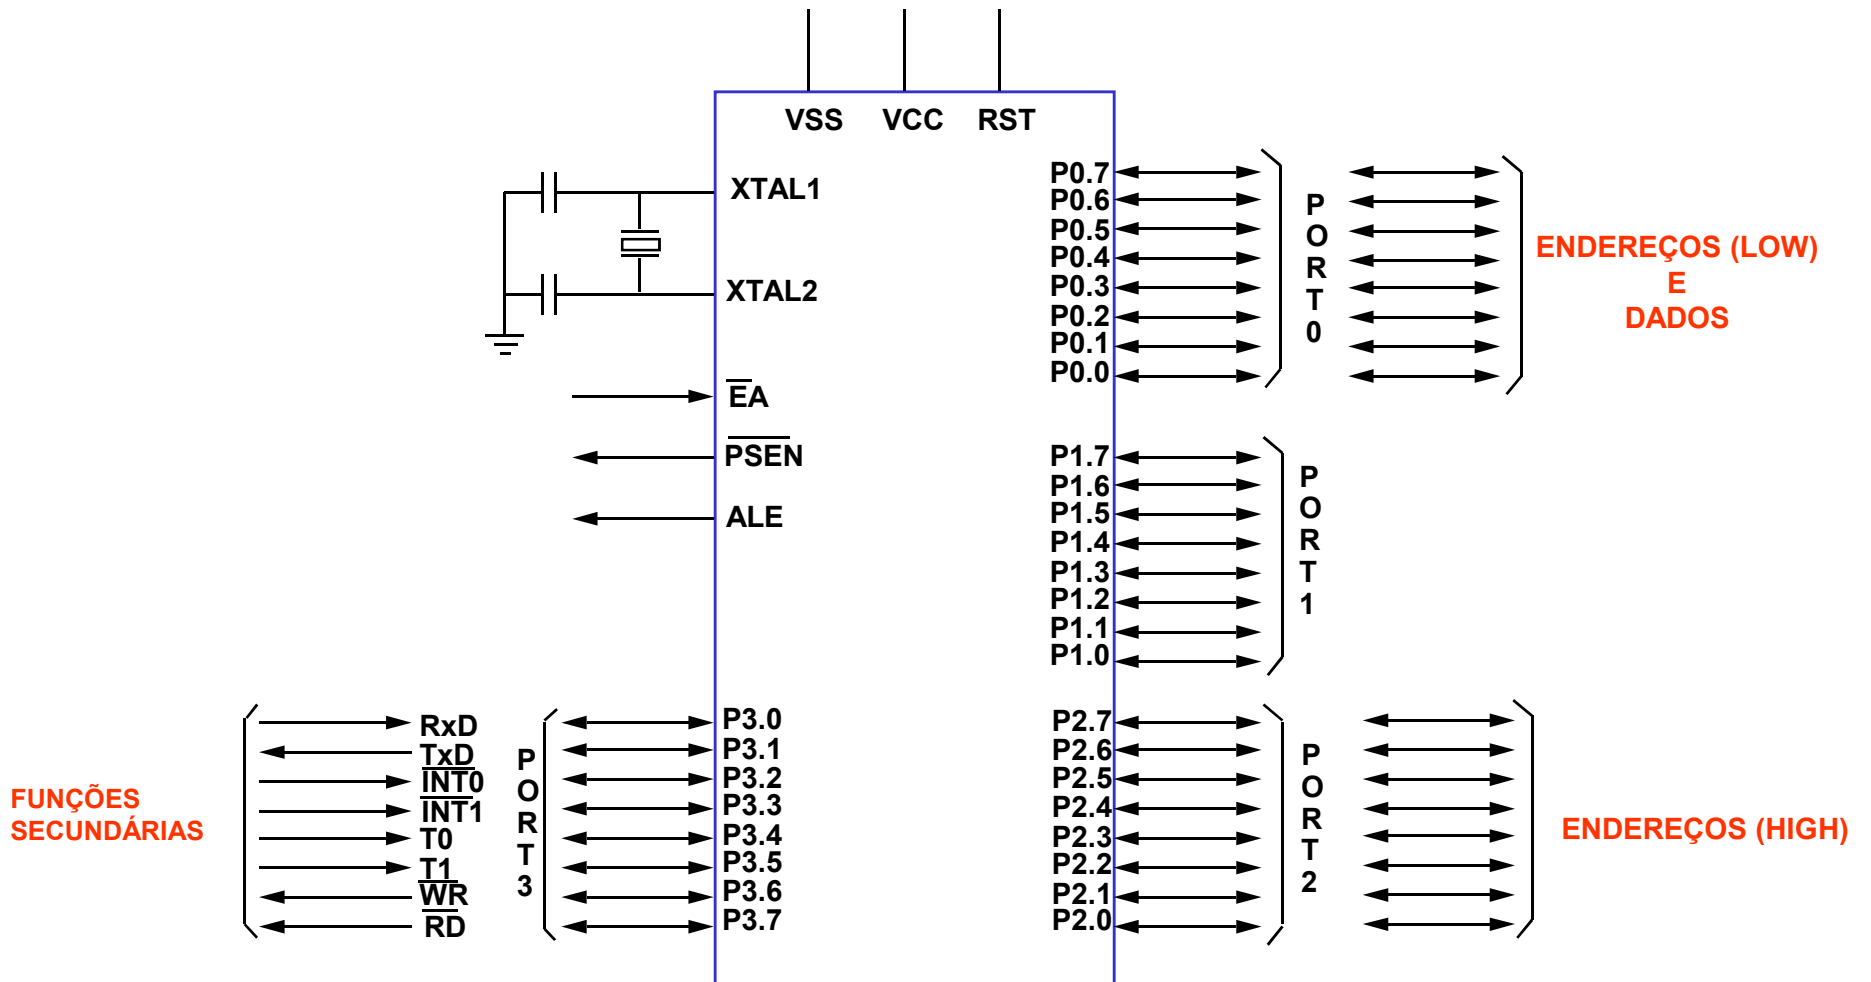 VSS VCC RST
XTAL1
XTAL2
EA
PSEN
ALE
P0.7
P0.6
P0.5
P0.4
P0.3
P0.2
P0.1
P0.0
PORT0
ENDEREÇOS (LOW)
E
DADOS
P1.7
P1.6
P1.5
P1.4
P1.3
P1.2
P1.1
P1.0
PORT1
FUNÇÕES
SECUNDÁRIAS
RxD
TxD
INT0
INT1
T0
T1
WR
RD
PORT3
P3.0
P3.1
P3.2
P3.3
P3.4
P3.5
P3.6
P3.7
P2.7
P2.6
P2.5
P2.4
P2.3
P2.2
P2.1
P2.0
PORT2
ENDEREÇOS (HIGH)